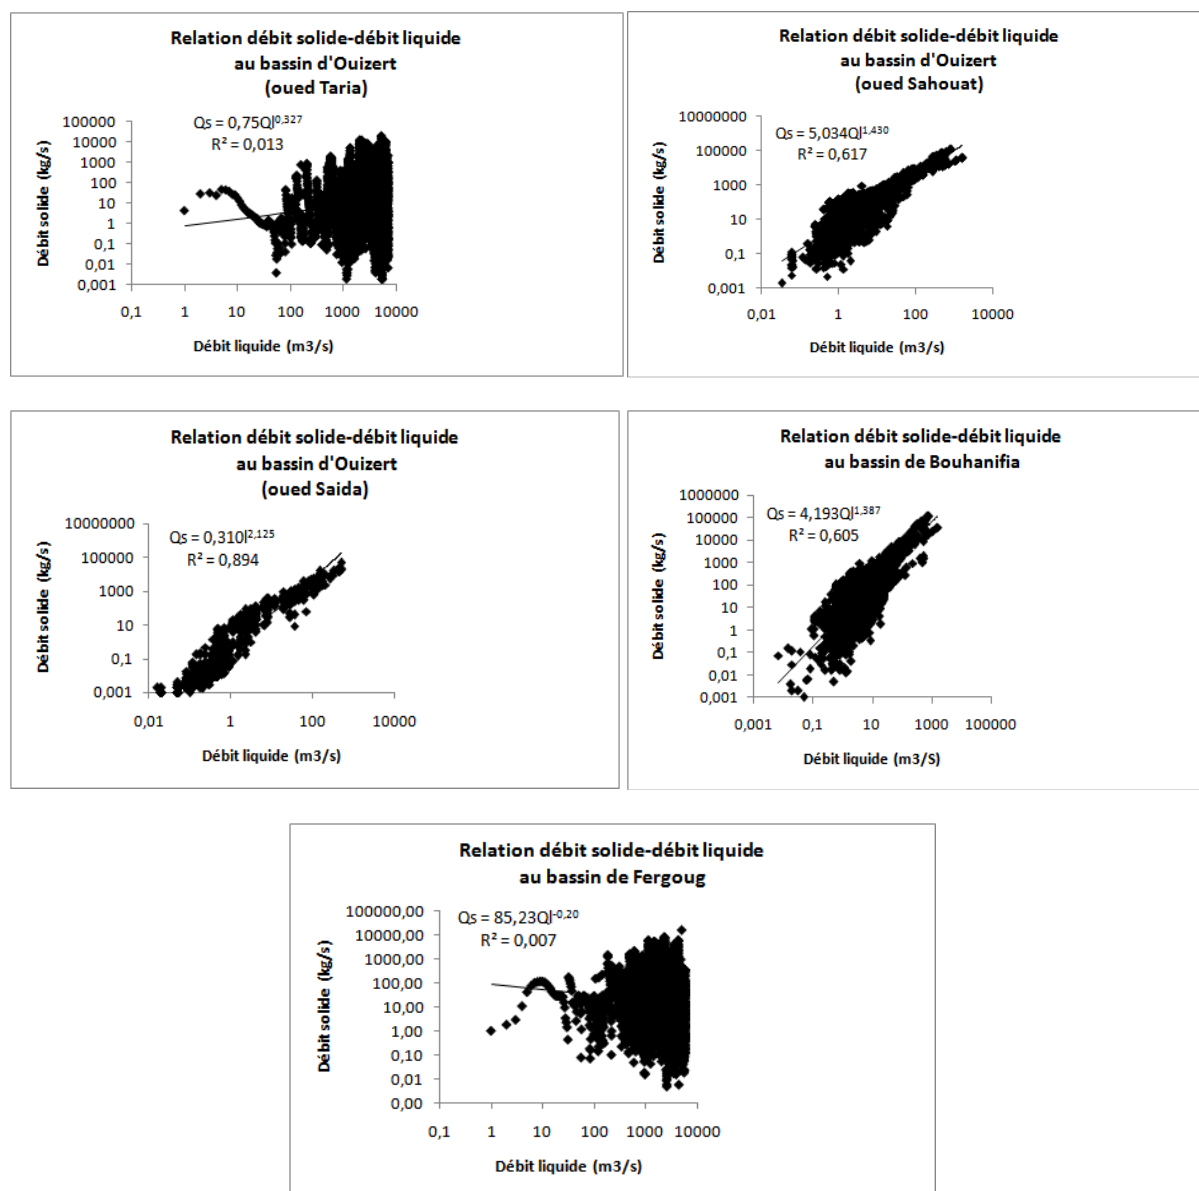 Relation débit solide-débit liquide
au bassin d'Ouizert
(oued Taria)
Qs = 0,75Ql^0,327
R² = 0,013
Débit solide (kg/s)
100000
10000
1000
100
10
1
0,1
0,01
0,001
0,1 1 10 100 1000 10000
Débit liquide (m3/s)
Relation débit solide-débit liquide
au bassin d'Ouizert
(oued Sahouat)
Qs = 5,034Ql^1,430
R² = 0,617
Débit solide (kg/s)
10000000
100000
1000
10
0,1
0,001
0,01 1 100 10000
Débit liquide (m3/s)
Relation débit solide-débit liquide
au bassin d'Ouizert
(oued Saida)
Qs = 0,310l^2,125
R² = 0,894
Débit solide (kg/s)
10000000
100000
1000
10
0,1
0,001
0,01 1 100 10000
Débit liquide (m3/s)
Relation débit solide-débit liquide
au bassin de Bouhanifia
Qs = 4,193Ql^1,387
R² = 0,605
Débit solide (kg/s)
1000000
100000
10000
1000
100
10
1
0,1
0,01
0,001
0,001 0,1 10 1000 100000
Débit liquide (m3/S)
Relation débit solide-débit liquide
au bassin de Fergoug
Qs = 85,23Ql^-0,20
R² = 0,007
Débit solide (kg/s)
100000,00
10000,00
1000,00
100,00
10,00
1,00
0,10
0,01
0,00
0,1 1 10 100 1000 10000
Débit liquide (m3/s)